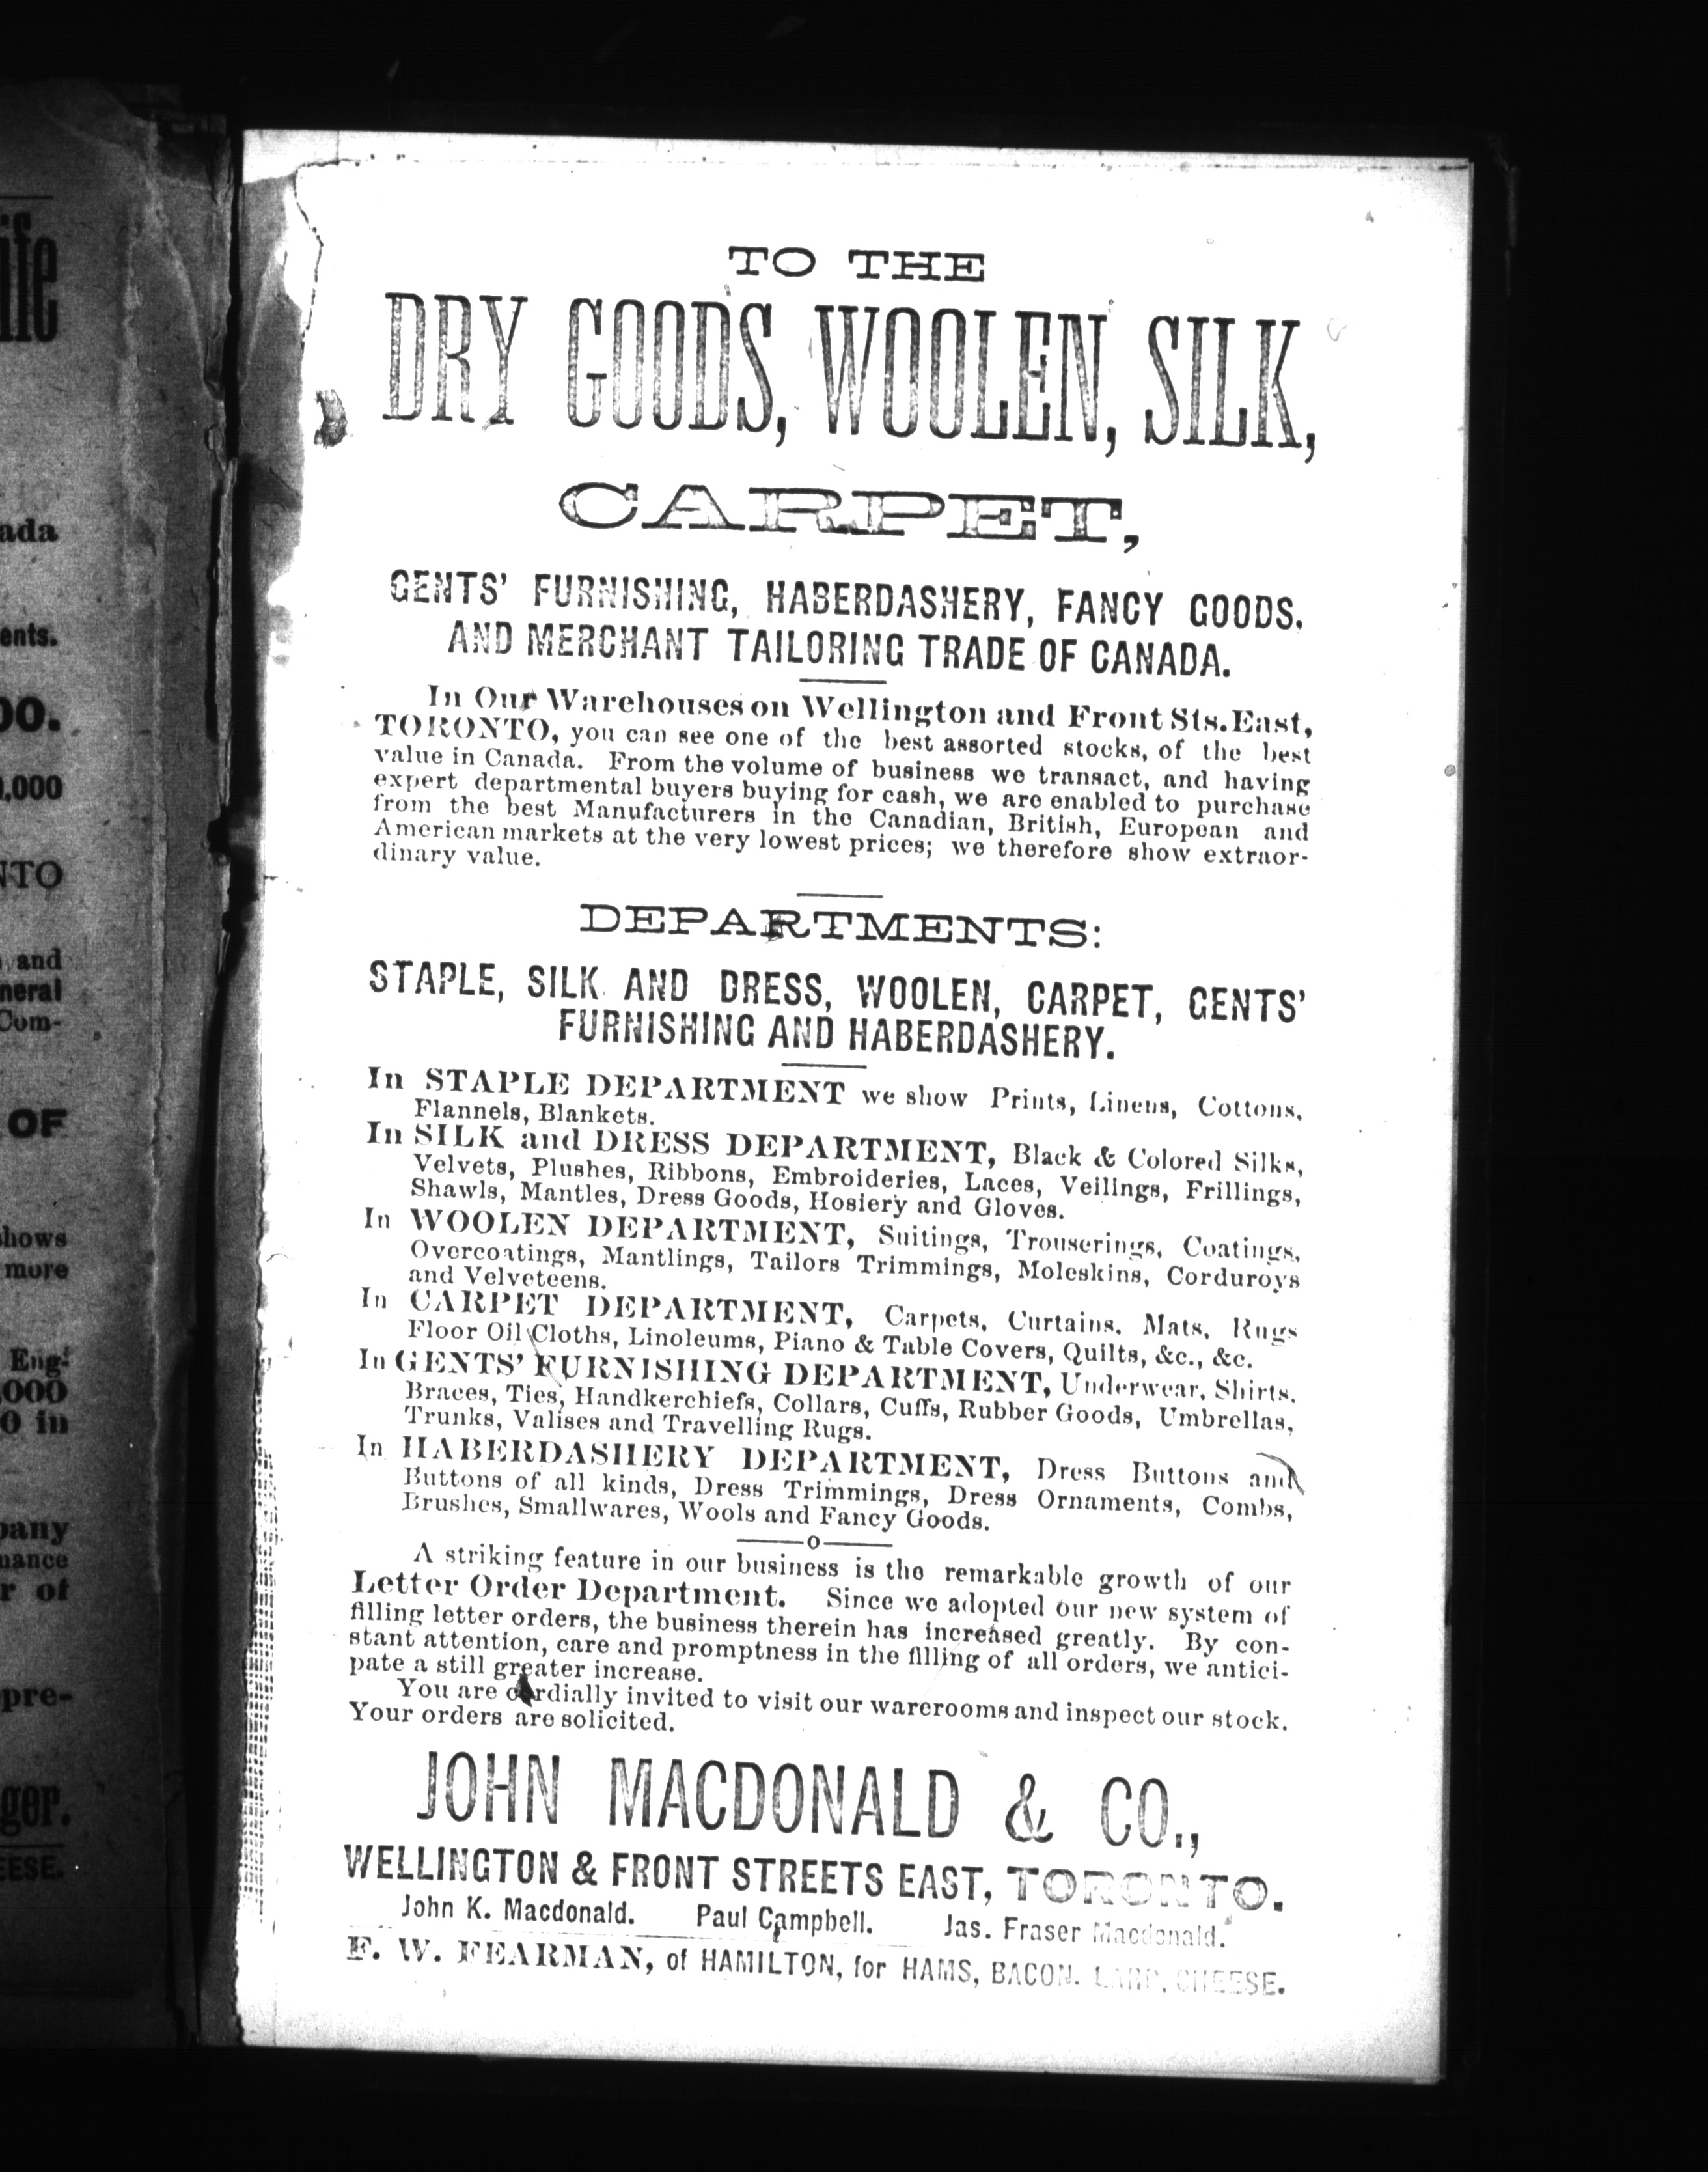 TO THE
DRY GOODS, WOOLEN, SILK,
CARPET,
GENTS' FURNISHING, HABERDASHERY, FANCY GOODS.
AND MERCHANT TAILORING TRADE OF CANADA.
In Our Warehouses on Wellington and Front Sts. East,
TORONTO, you can see one of the best assorted stocks, of the best
value in Canada. From the volume of business we transact, and having
expert departmental buyers buying for cash, we are enabled to purchase
from the best Manufacturers in the Canadian, British, European and
American markets at the very lowest prices; we therefore show extraor-
dinary value.
DEPARTMENTS:
STAPLE, SILK AND DRESS, WOOLEN, CARPET, GENTS'
FURNISHING AND HABERDASHERY.
In STAPLE DEPARTMENT we show Prints, Linens, Cottons,
Flannels, Blankets.
In SILK and DRESS DEPARTMENT, Black & Colored Silks,
Velvets, Plushes, Ribbons, Embroideries, Laces, Veilings, Frillings,
Shawls, Mantles, Dress Goods, Hosiery and Gloves.
In WOOLEN DEPARTMENT, Suitings, Trouserings, Coatings,
Overcoatings, Mantlings, Tailors Trimmings, Moleskins, Corduroys
and Velveteens.
In CARPET DEPARTMENT, Carpets, Curtains, Mats, Rugs
Floor Oil Cloths, Linoleums, Piano & Table Covers, Quilts, &c., &c.
In GENTS' FURNISHING DEPARTMENT, Underwear, Shirts,
Braces, Ties, Handkerchiefs, Collars, Cuffs, Rubber Goods, Umbrellas,
Trunks, Valises and Travelling Rugs.
In HABERDASHERY DEPARTMENT, Dress Buttons and
Buttons of all kinds, Dress Trimmings, Dress Ornaments, Combs,
Brushes, Smallwares, Wools and Fancy Goods.
o
A striking feature in our business is the remarkable growth of our
Letter Order Department. Since we adopted our new system of
filling letter orders, the business therein has increased greatly. By con-
stant attention, care and promptness in the filling of all orders, we antici-
pate a still greater increase.
You are cordially invited to visit our warerooms and inspect our stock.
Your orders are solicited.
JOHN MACDONALD & CO.,
WELLINGTON & FRONT STREETS EAST, TORONTO.
John K. Macdonald. Paul Campbell. Jas. Fraser Macdonald.
F. W. FEARMAN, of HAMILTON, for HAMS, BACON. LARD, CHEESE.